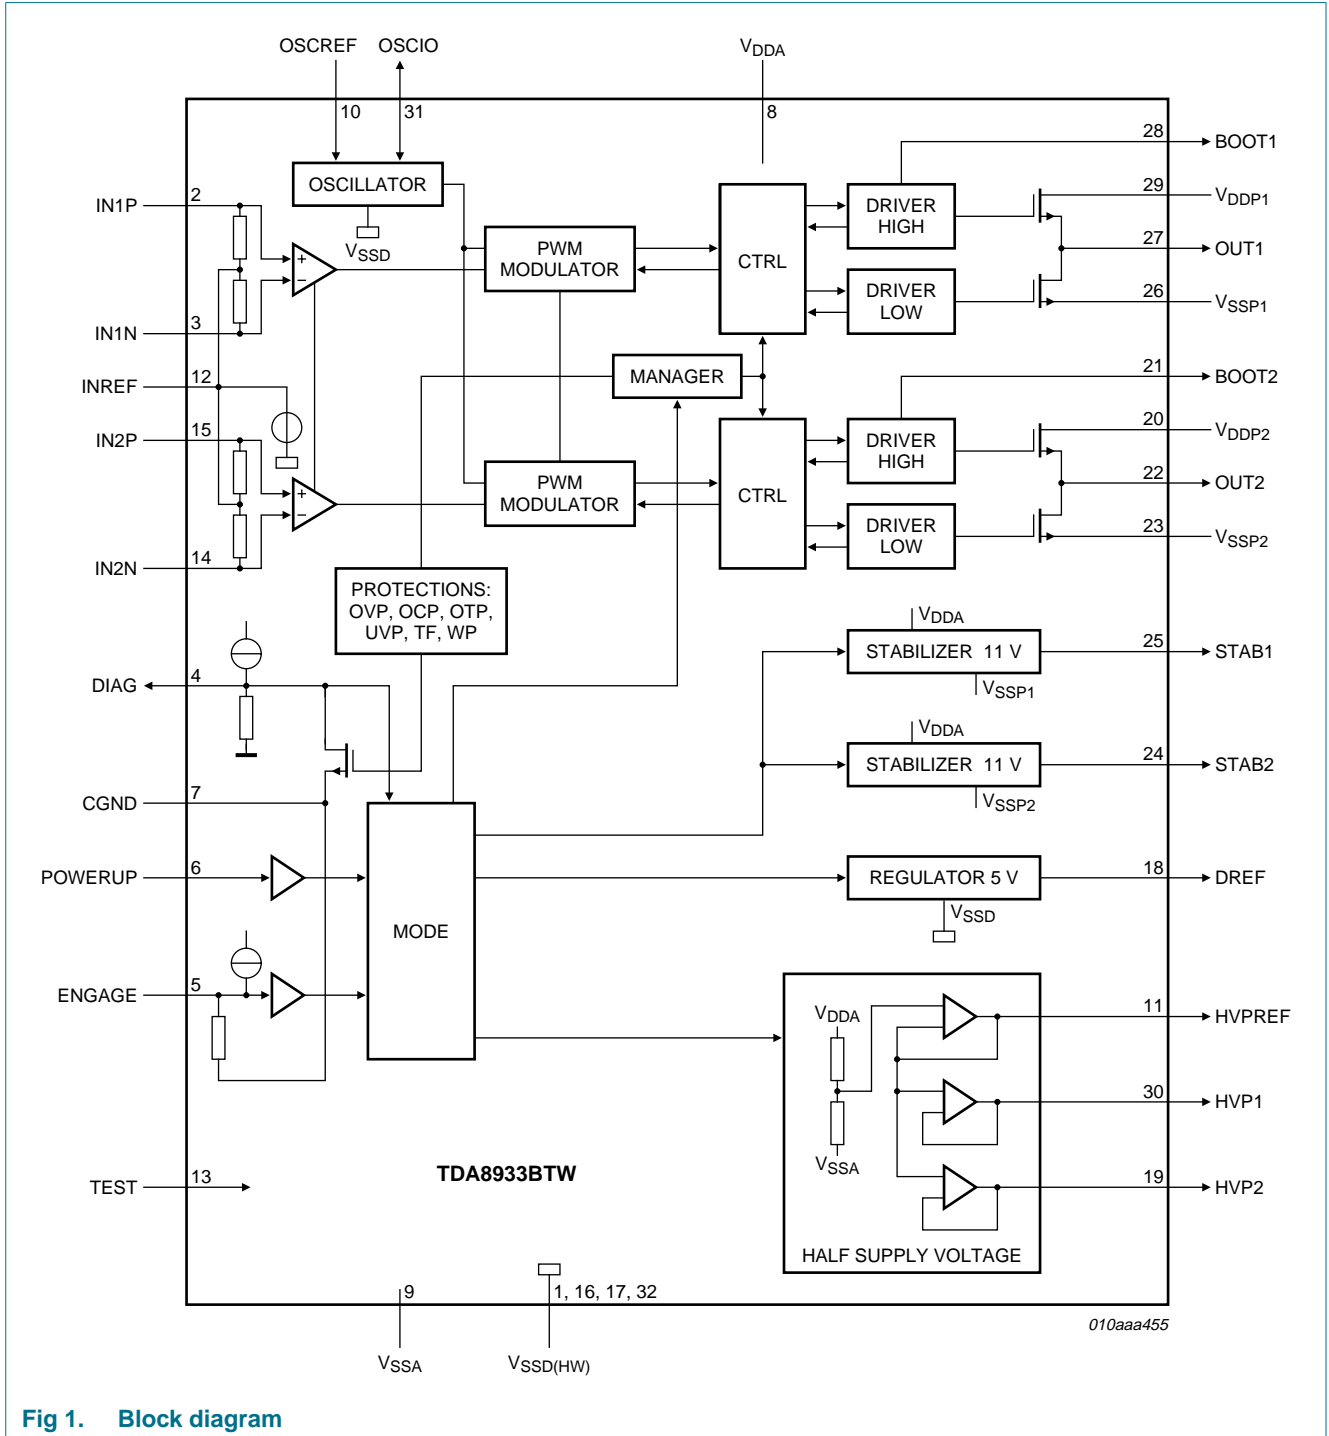 OSCREF OSCIO VDDA
10 31 8
28 BOOT1
OSCILLATOR
VSSD
IN1P 2
IN1N 3
PWM
MODULATOR
CTRL
DRIVER
HIGH
29 VDDP1
27 OUT1
DRIVER
LOW
26 VSSP1
INREF 12
MANAGER
21 BOOT2
IN2P 15
IN2N 14
PWM
MODULATOR
CTRL
DRIVER
HIGH
20 VDDP2
22 OUT2
DRIVER
LOW
23 VSSP2
+
−
+
−
PROTECTIONS:
OVP, OCP, OTP,
UVP, TF, WP
VDDA
STABILIZER 11 V
25 STAB1
VSSP1
DIAG 4
VDDA
STABILIZER 11 V
24 STAB2
VSSP2
CGND 7
POWERUP 6
MODE
REGULATOR 5 V
18 DREF
VSSD
ENGAGE 5
VDDA
VSSA
11 HVPREF
30 HVP1
19 HVP2
HALF SUPPLY VOLTAGE
TEST 13
TDA8933BTW
9
1, 16, 17, 32
VSSA
VSSD(HW)
010aaa455
Fig 1. Block diagram